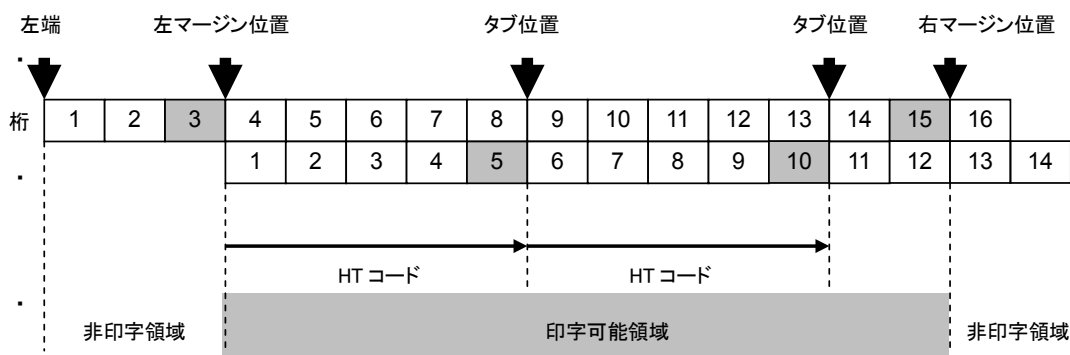 左端 左マージン位置 タブ位置 タブ位置 右マージン位置
桁 1 2 3 4 5 6 7 8 9 10 11 12 13 14 15 16
1 2 3 4 5 6 7 8 9 10 11 12 13 14
HT コード HT コード
非印字領域 印字可能領域 非印字領域